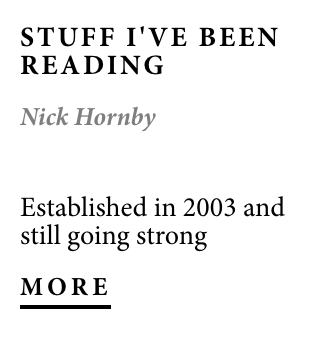 STUFF I'VE BEEN
READING
Nick Hornby
Established in 2003 and
still going strong
MORE